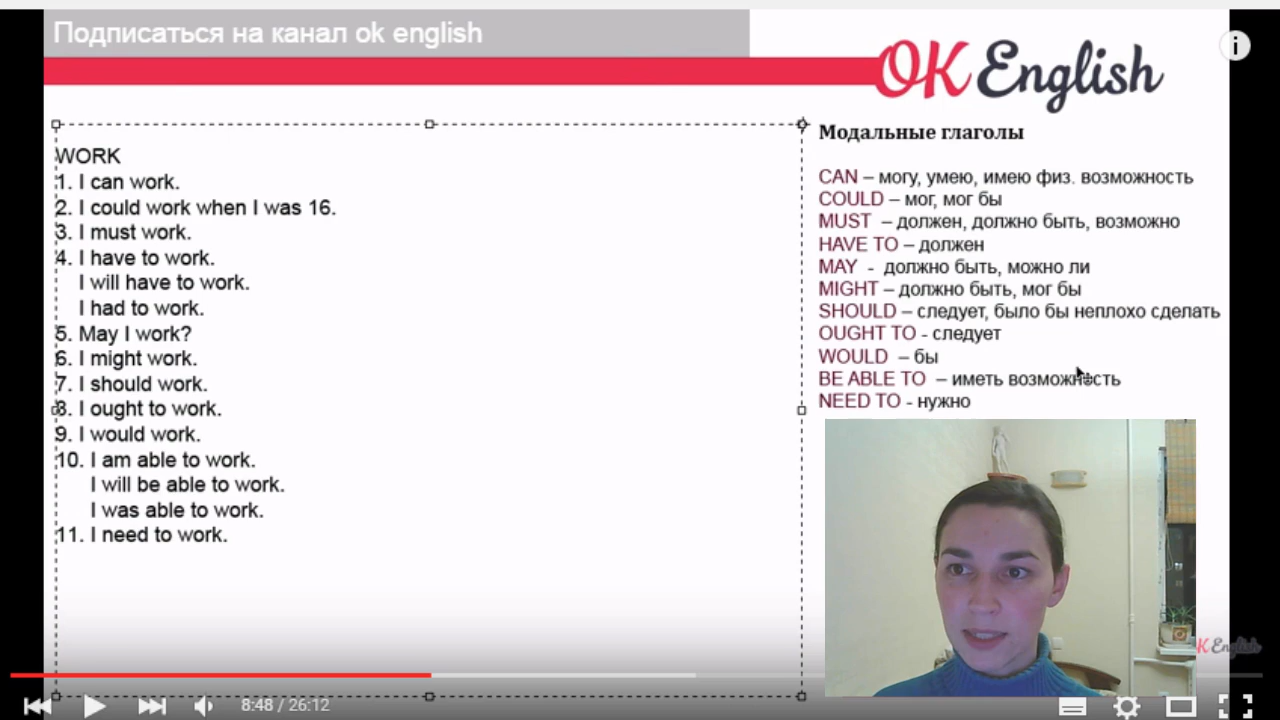 Подписаться на канал ok english
OK English
WORK
1. I can work.
2. I could work when I was 16.
3. I must work.
4. I have to work.
I will have to work.
I had to work.
5. May I work?
6. I might work.
7. I should work.
8. I ought to work.
9. I would work.
10. I am able to work.
I will be able to work.
I was able to work.
11. I need to work.
Модальные глаголы
CAN – могу, умею, имею физ. возможность
COULD – мог, мог бы
MUST – должен, должно быть, возможно
HAVE TO – должен
MAY - должно быть, можно ли
MIGHT – должно быть, мог бы
SHOULD – следует, было бы неплохо сделать
OUGHT TO - следует
WOULD – бы
BE ABLE TO – иметь возможность
NEED TO - нужно
K English
8:48 / 26:12